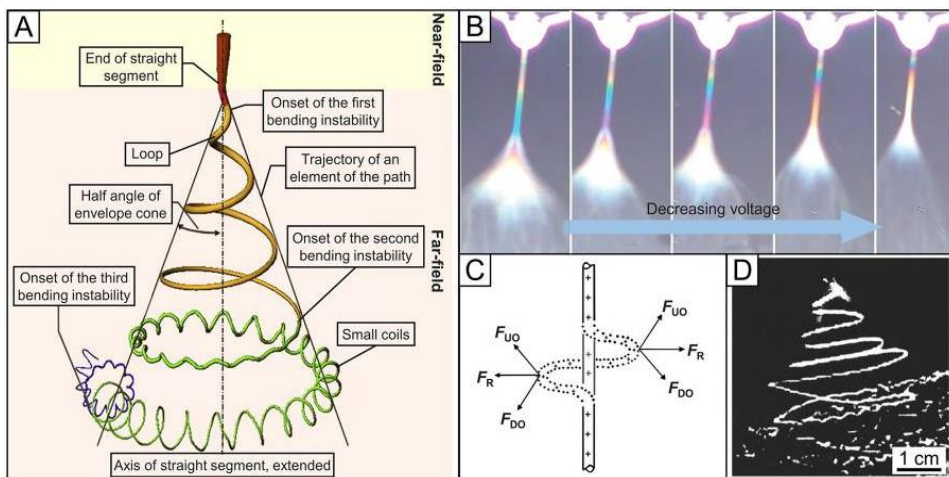 A
Near-field
End of straight
segment
Onset of the first
bending instability
Loop
Trajectory of an
element of the path
Half angle of
envelope cone
Far-field
Onset of the second
bending instability
Onset of the third
bending instability
Small coils
Axis of straight segment, extended
B
Decreasing voltage
C
+
+
+
+
+
+
+
F_UO
F_UO
F_R
F_R
F_DO
F_DO
D
1 cm